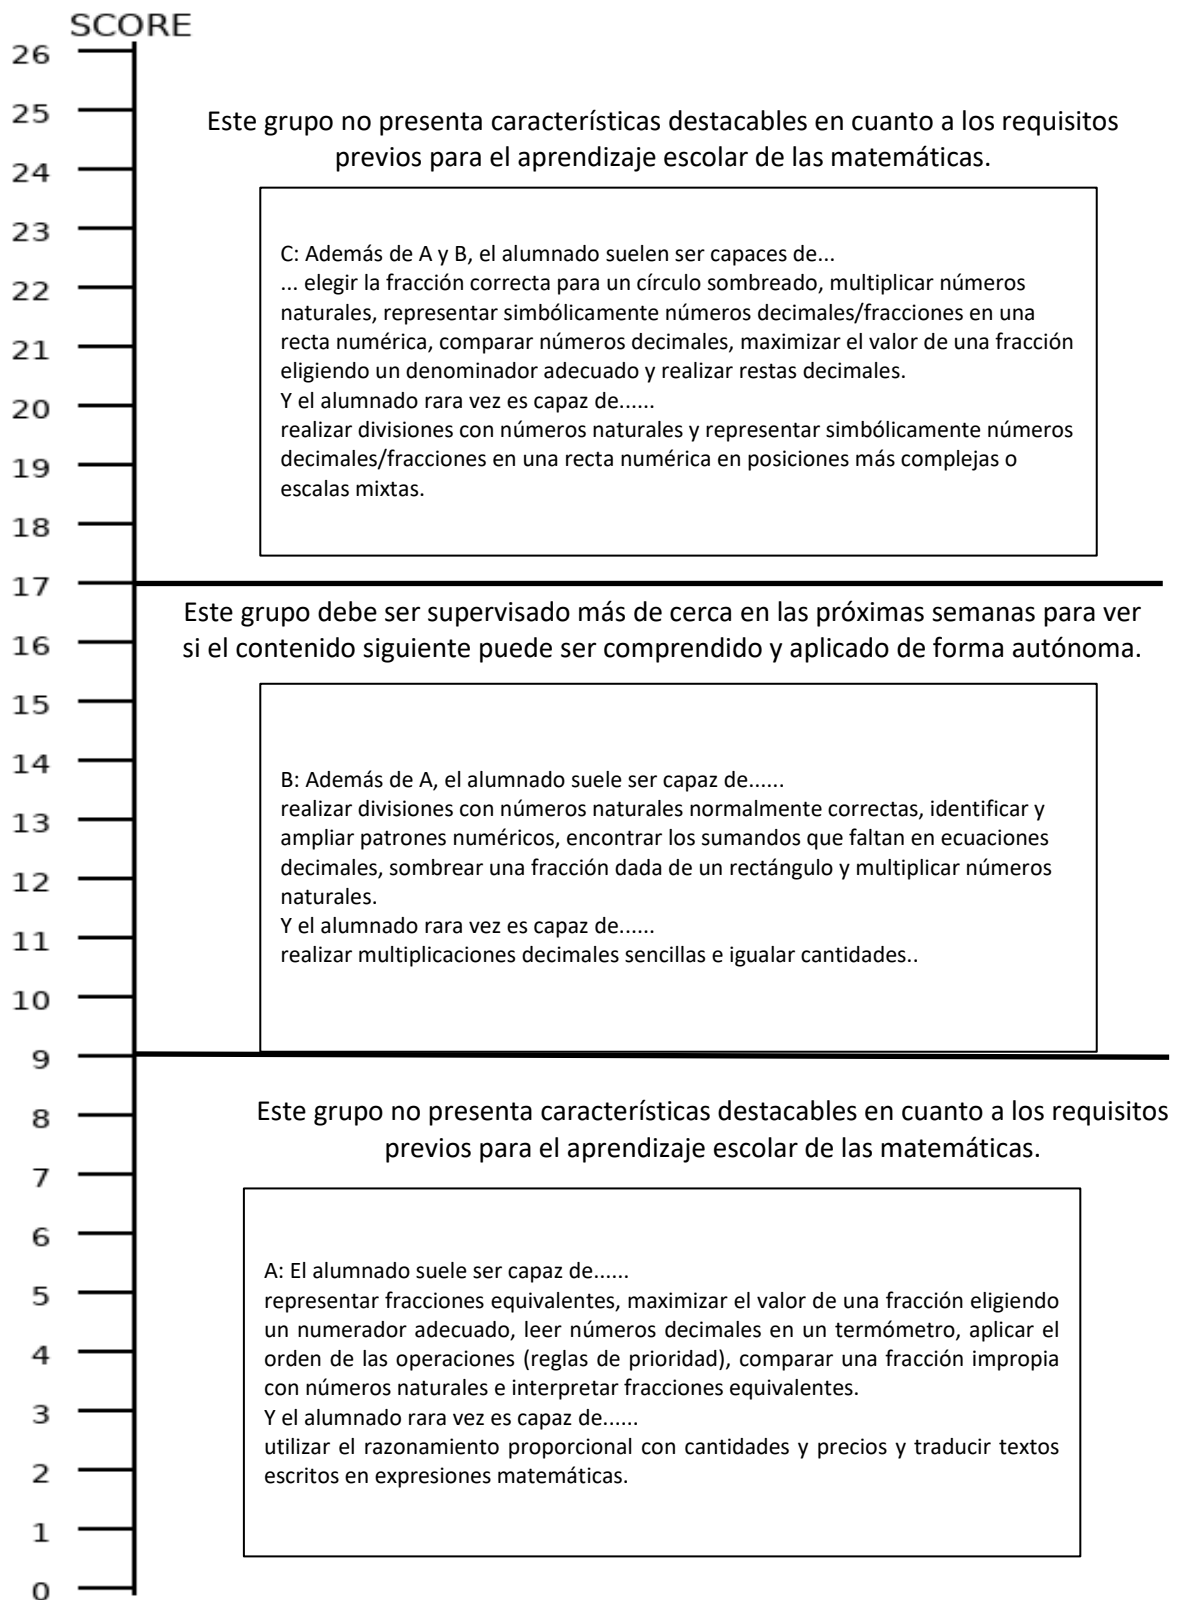 SCORE
26
25
Este grupo no presenta características destacables en cuanto a los requisitos
previos para el aprendizaje escolar de las matemáticas.
24
23
C: Además de A y B, el alumnado suelen ser capaces de...
... elegir la fracción correcta para un círculo sombreado, multiplicar números
22
naturales, representar simbólicamente números decimales/fracciones en una
recta numérica, comparar números decimales, maximizar el valor de una fracción
21
eligiendo un denominador adecuado y realizar restas decimales.
Y el alumnado rara vez es capaz de......
20
realizar divisiones con números naturales y representar simbólicamente números
decimales/fracciones en una recta numérica en posiciones más complejas o
19
escalas mixtas.
18
17
Este grupo debe ser supervisado más de cerca en las próximas semanas para ver
si el contenido siguiente puede ser comprendido y aplicado de forma autónoma.
16
15
14
B: Además de A, el alumnado suele ser capaz de......
realizar divisiones con números naturales normalmente correctas, identificar y
13
ampliar patrones numéricos, encontrar los sumandos que faltan en ecuaciones
decimales, sombrear una fracción dada de un rectángulo y multiplicar números
12
naturales.
Y el alumnado rara vez es capaz de......
11
realizar multiplicaciones decimales sencillas e igualar cantidades..
10
9
Este grupo no presenta características destacables en cuanto a los requisitos
8
previos para el aprendizaje escolar de las matemáticas.
7
6
A: El alumnado suele ser capaz de......
5
representar fracciones equivalentes, maximizar el valor de una fracción eligiendo
un numerador adecuado, leer números decimales en un termómetro, aplicar el
4
orden de las operaciones (reglas de prioridad), comparar una fracción impropia
con números naturales e interpretar fracciones equivalentes.
3
Y el alumnado rara vez es capaz de......
utilizar el razonamiento proporcional con cantidades y precios y traducir textos
2
escritos en expresiones matemáticas.
1
0